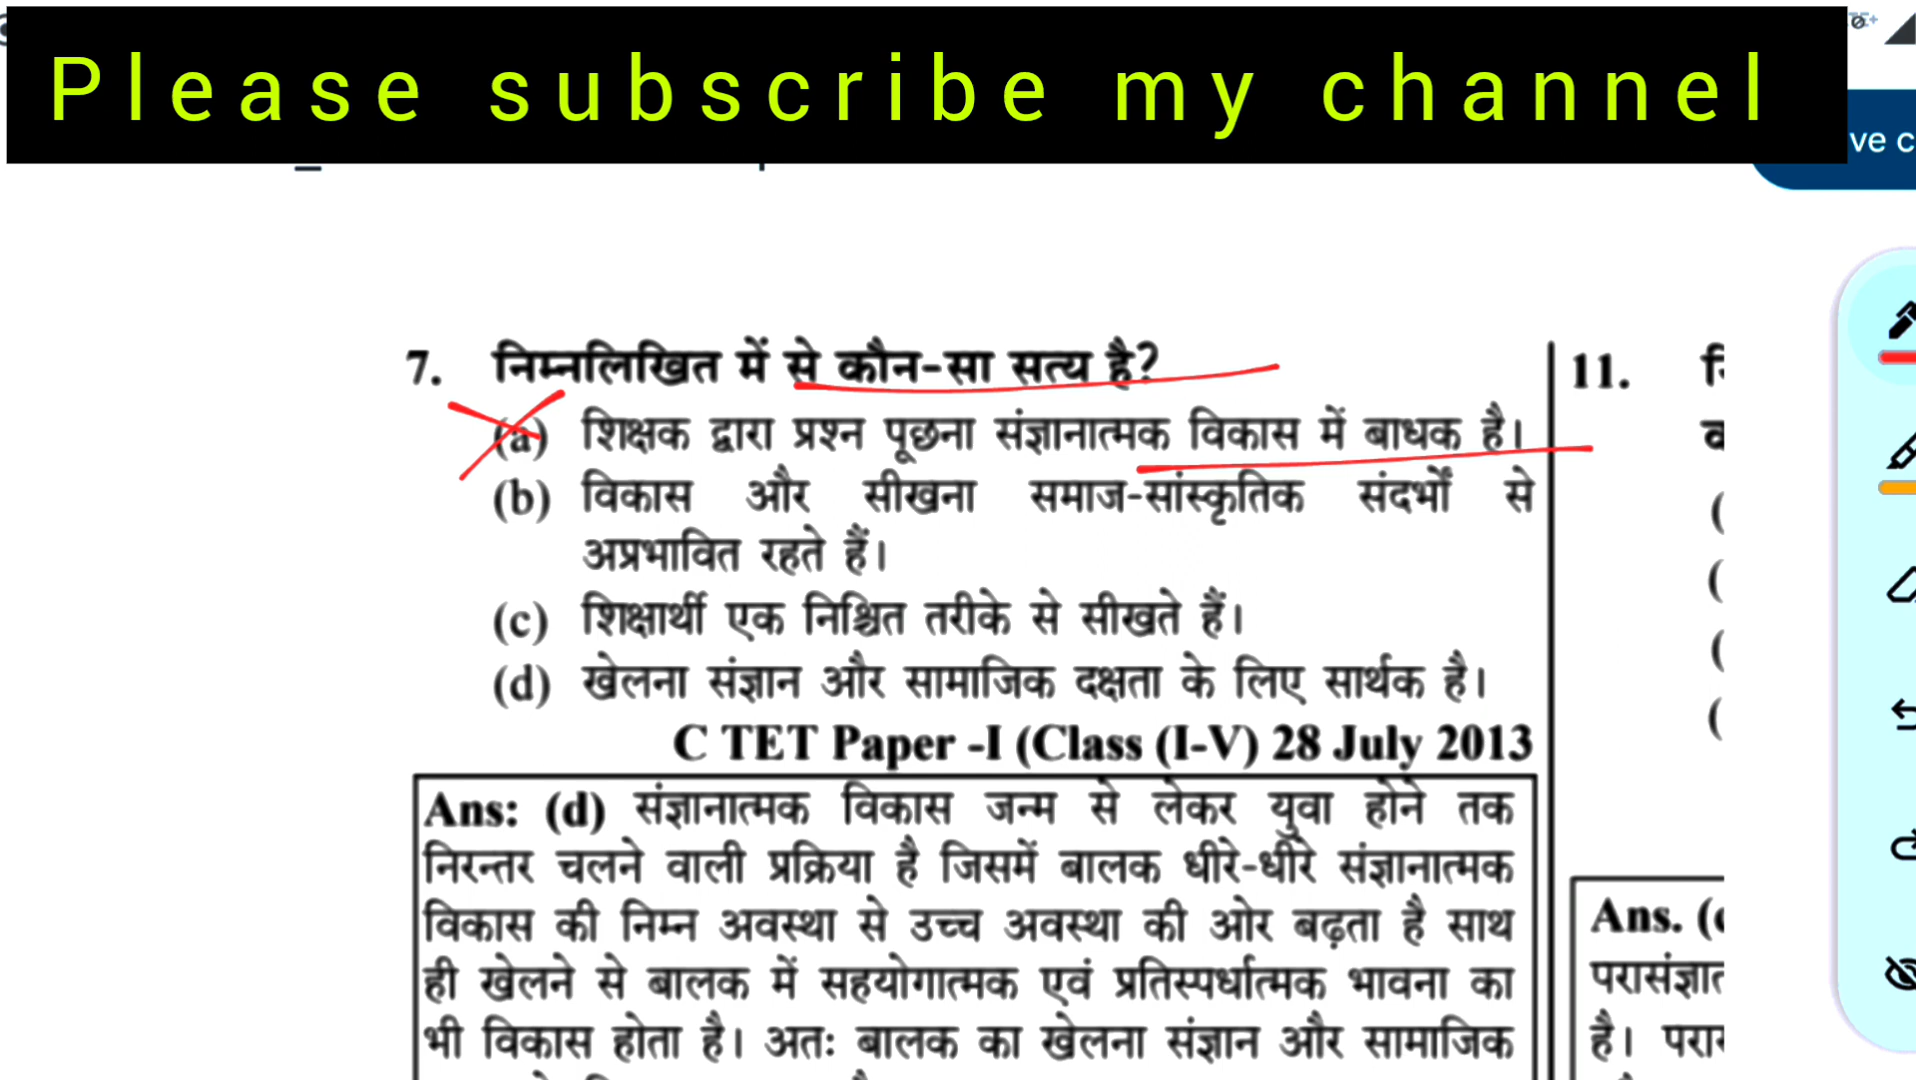 Please subscribe my channel
ve c
7. निम्नलिखित में से कौन-सा सत्य है?
(a) शिक्षक द्वारा प्रश्न पूछना संज्ञानात्मक विकास में बाधक है।
(b) विकास और सीखना समाज-सांस्कृतिक संदर्भों से
अप्रभावित रहते हैं।
(c) शिक्षार्थी एक निश्चित तरीके से सीखते हैं।
(d) खेलना संज्ञान और सामाजिक दक्षता के लिए सार्थक है।
C TET Paper -I (Class (I-V) 28 July 2013
Ans: (d) संज्ञानात्मक विकास जन्म से लेकर युवा होने तक
निरन्तर चलने वाली प्रक्रिया है जिसमें बालक धीरे-धीरे संज्ञानात्मक
विकास की निम्न अवस्था से उच्च अवस्था की ओर बढ़ता है साथ
ही खेलने से बालक में सहयोगात्मक एवं प्रतिस्पर्धात्मक भावना का
भी विकास होता है। अतः बालक का खेलना संज्ञान और सामाजिक
11.
Ans. (
परासंज्ञा
है। परा